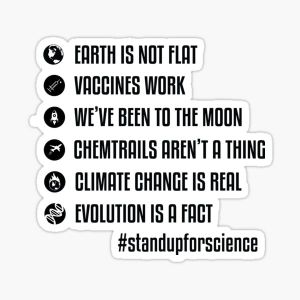 EARTH IS NOT FLAT
VACCINES WORK
WE'VE BEEN TO THE MOON
CHEMTRAILS AREN'T A THING
CLIMATE CHANGE IS REAL
EVOLUTION IS A FACT
#standupforscience